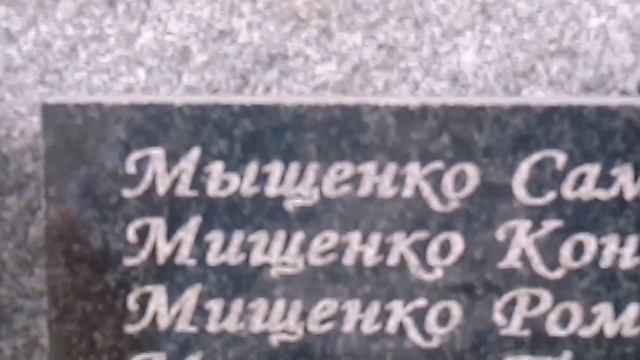 Мыщенко Сам
Мищенко Кон
Мищенко Ром